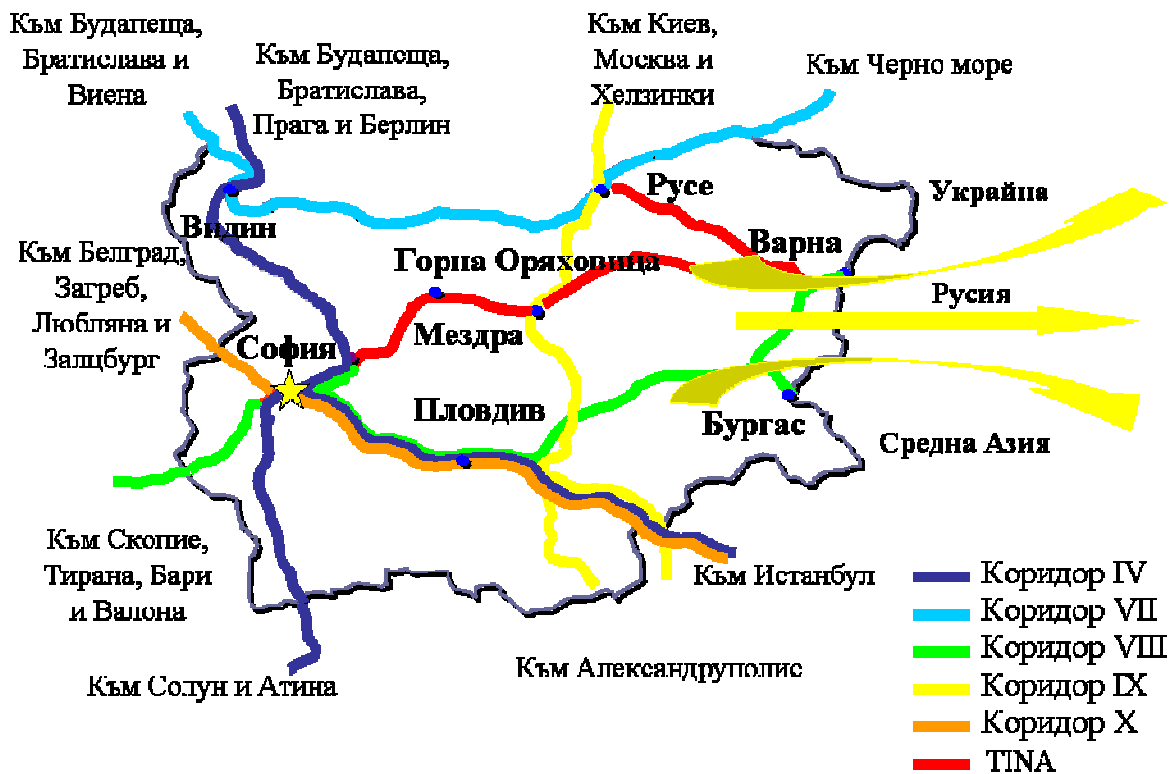 Към Будапеща,
Братислава и
Виена
Към Будапеща,
Братислава,
Прага и Берлин
Към Киев,
Москва и
Хелзинки
Към Черно море
Русе
Украйна
Видин
Варна
Към Белград,
Загреб,
Любляна и
Залцбург
Горна Оряховица
Русия
София
Мездра
Пловдив
Бургас
Средна Азия
Към Скопие,
Тирана, Бари
и Валона
Към Истанбул
Към Александруполис
Към Солун и Атина
Коридор IV
Коридор VII
Коридор VIII
Коридор IX
Коридор X
TINA